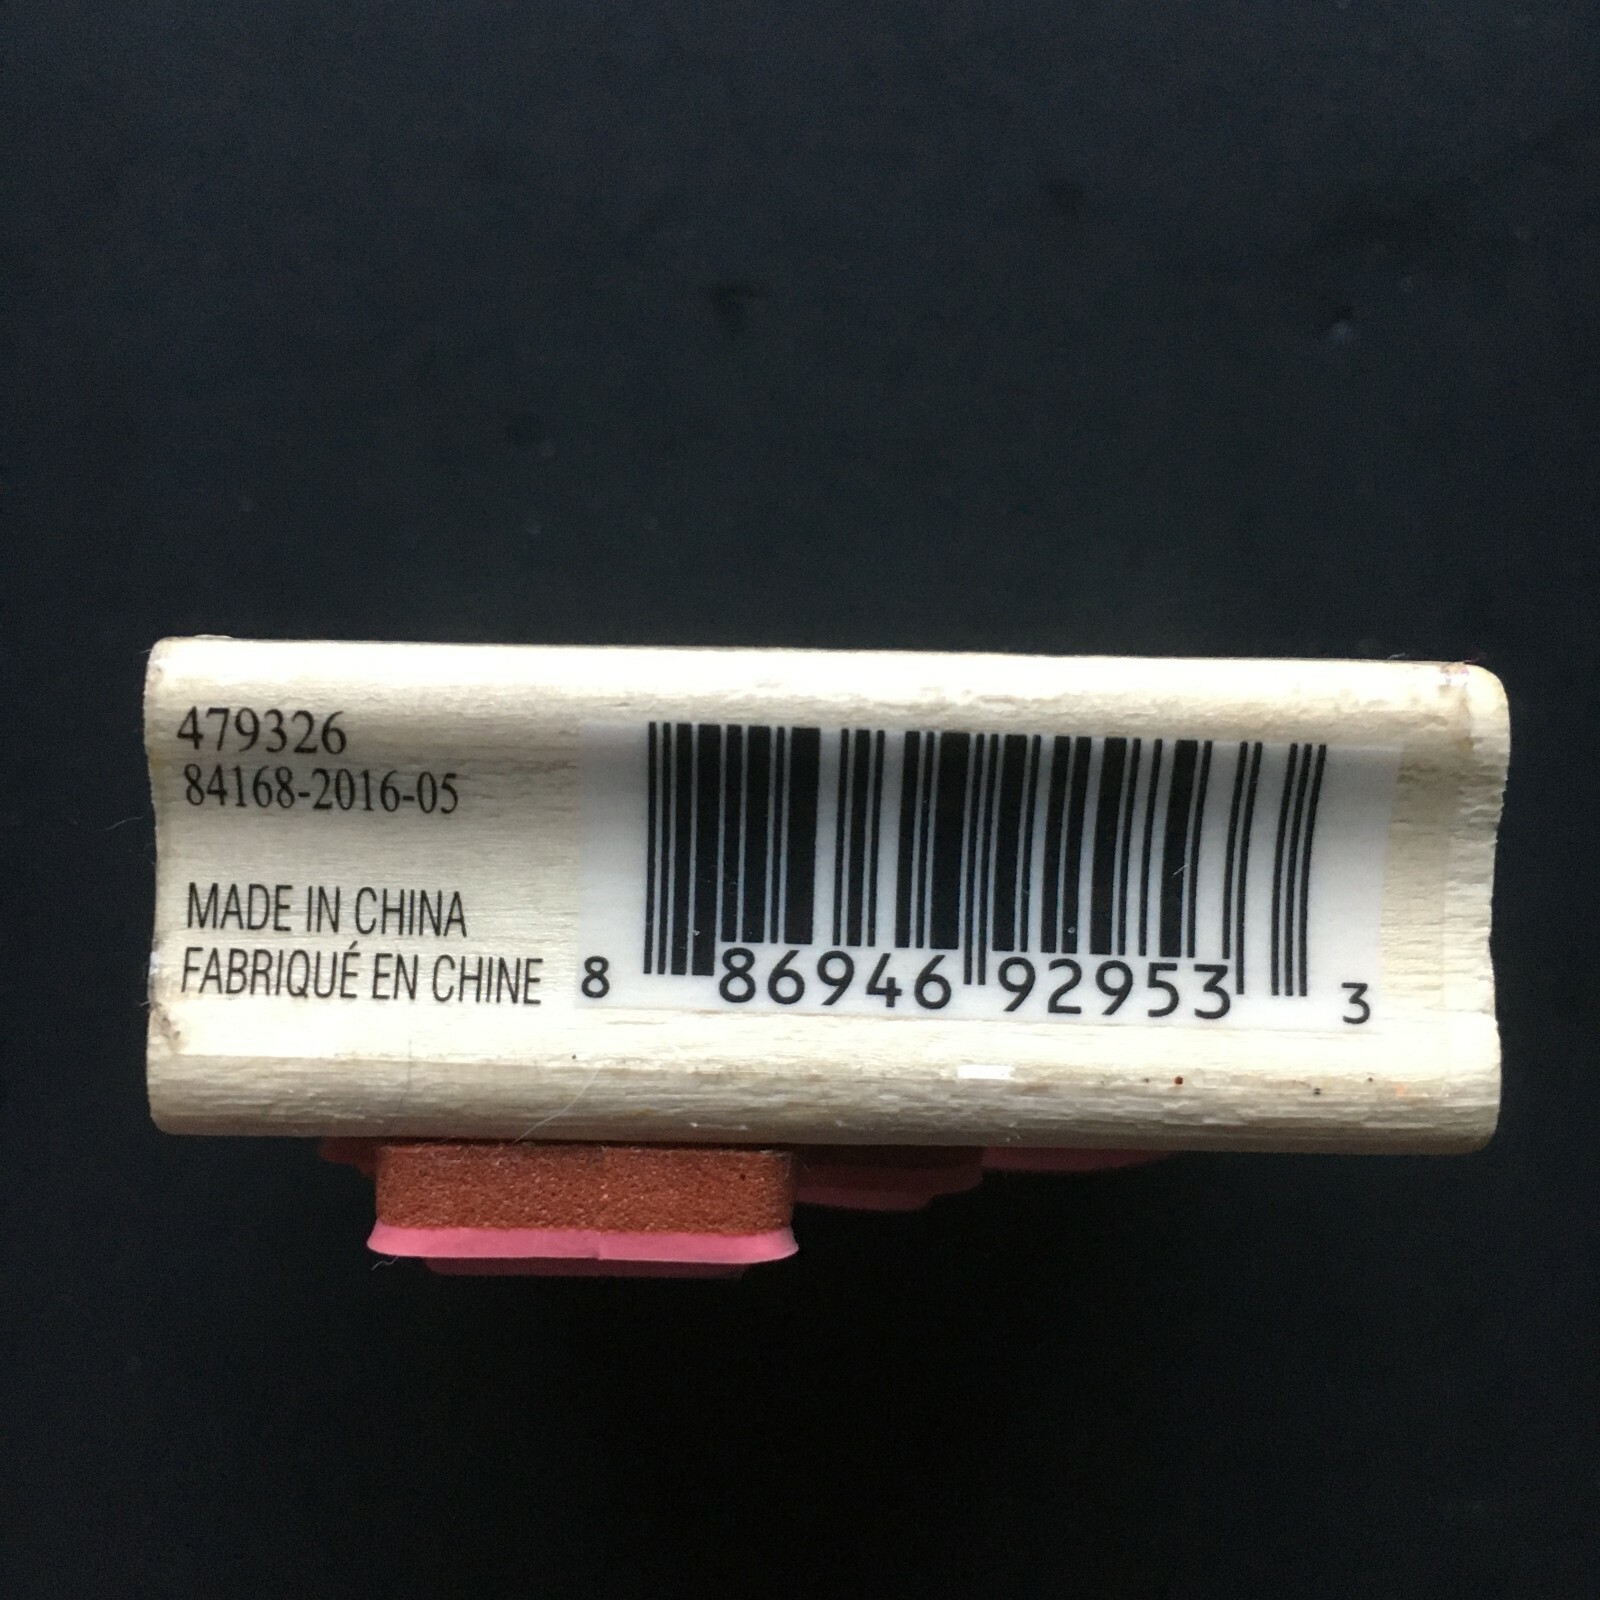 479326
84168-2016-05
MADE IN CHINA
FABRIQUÉ EN CHINE
8 86946 92953 3